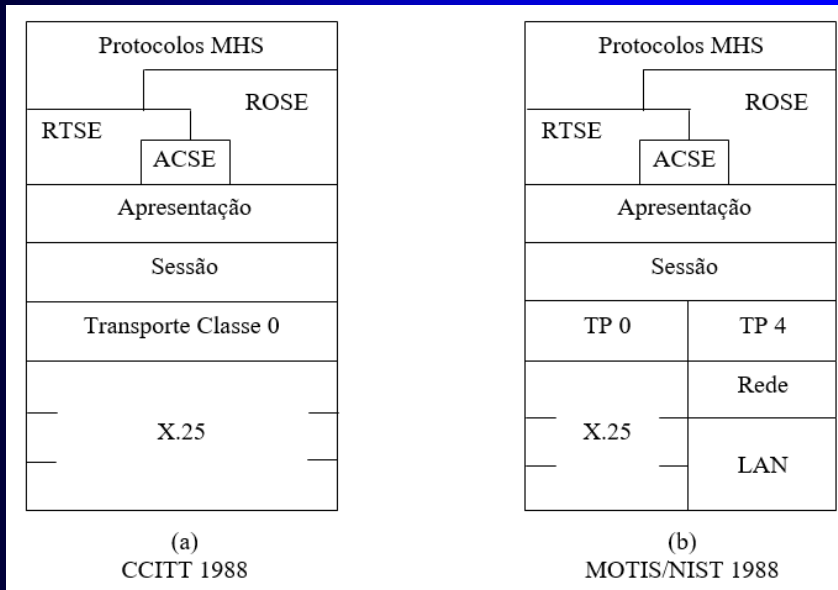 Protocolos MHS
ROSE
RTSE
ACSE
Apresentação
Sessão
Transporte Classe 0
X.25
(a)
CCITT 1988
Protocolos MHS
ROSE
RTSE
ACSE
Apresentação
Sessão
TP 0
TP 4
Rede
X.25
LAN
(b)
MOTIS/NIST 1988